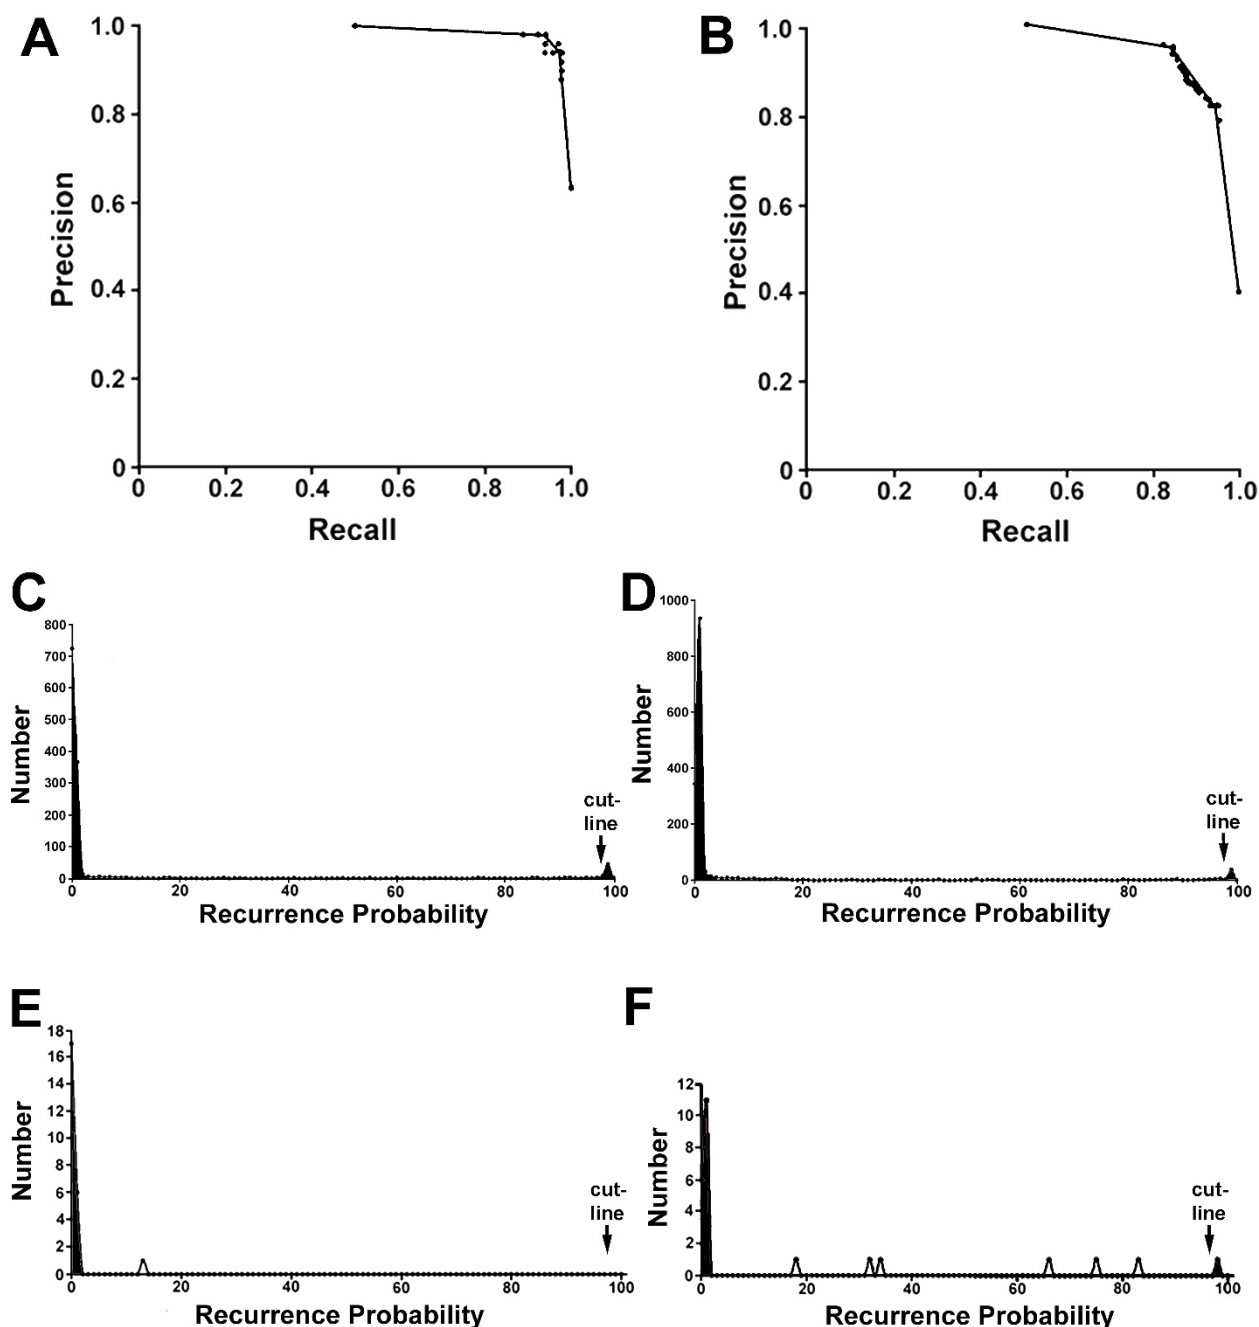 A
1.0
0.8
0.6
0.4
0.2
0
Precision
0 0.2 0.4 0.6 0.8 1.0
Recall
B
1.0
0.8
0.6
0.4
0.2
0
Precision
0 0.2 0.4 0.6 0.8 1.0
Recall
C
800
700
600
500
400
300
200
100
0
Number
cut-
line
0 20 40 60 80 100
Recurrence Probability
D
1000
800
600
400
200
0
Number
cut-
line
0 20 40 60 80 100
Recurrence Probability
E
18
16
14
12
10
8
6
4
2
0
Number
cut-
line
0 20 40 60 80 100
Recurrence Probability
F
12
10
8
6
4
2
0
Number
cut-
line
0 20 40 60 80 100
Recurrence Probability